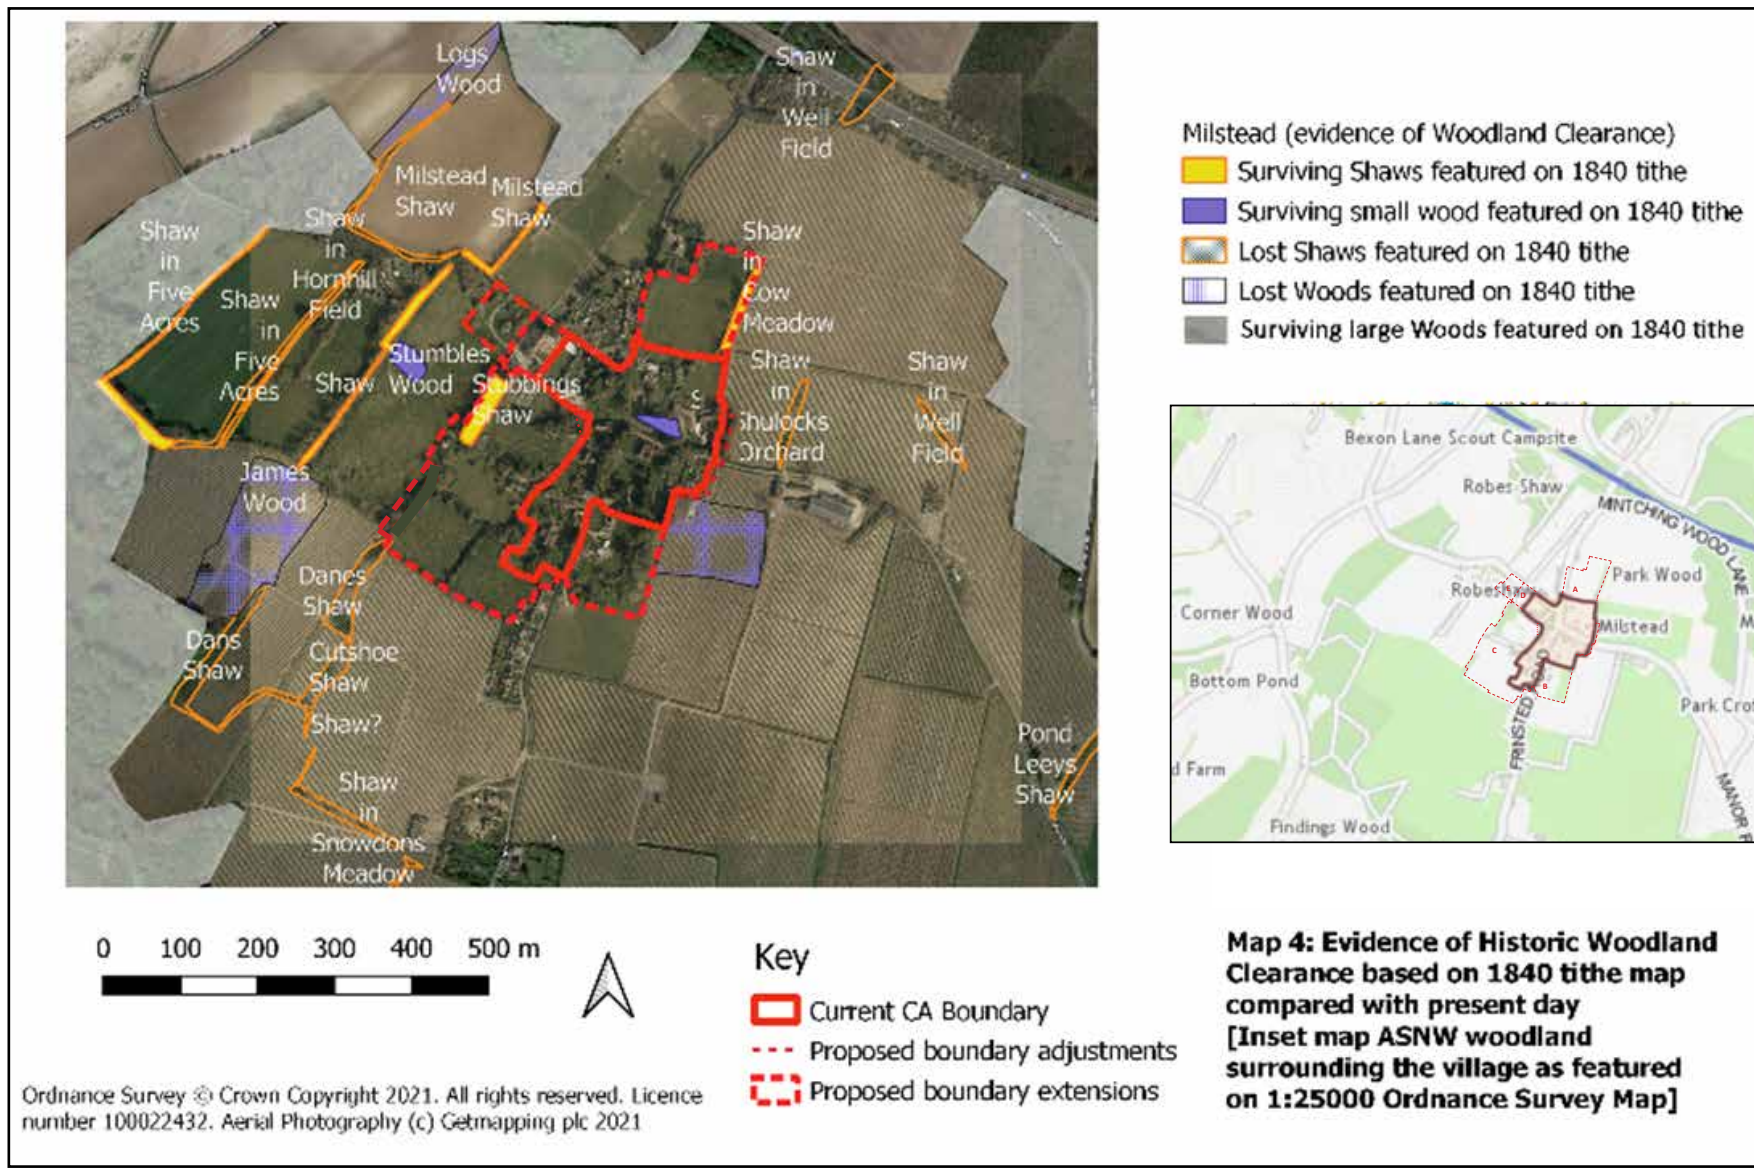 Logs
Wood
Shaw
in
Well
Field
Milstead
Shaw
Milstead
Shaw
Shaw
in
Five
Acres
Shaw
in
Hornhill
Field
Shaw
in
Five
Acres
Shaw
in
Cow
Meadow
Shaw
Stumbles
Wood
Stubbings
Shaw
S
Shaw
in
Shulocks
Orchard
Shaw
in
Well
Field
James
Wood
Danes
Shaw
Dans
Shaw
Cutshoe
Shaw
Shaw?
Shaw
in
Snowdons
Meadow
Pond
Leeys
Shaw
Milstead (evidence of Woodland Clearance)
Surviving Shaws featured on 1840 tithe
Surviving small wood featured on 1840 tithe
Lost Shaws featured on 1840 tithe
Lost Woods featured on 1840 tithe
Surviving large Woods featured on 1840 tithe
Bexon Lane Scout Campsite
Robes Shaw
MINTCHING WOOD LANE
Park Wood
Robeshaw
A
D
Corner Wood
Milstead
M
C
Bottom Pond
B
FRINSTED ROAD
Park Crof
d Farm
MANOR R
Findings Wood
0 100 200 300 400 500 m
Key
Current CA Boundary
Proposed boundary adjustments
Proposed boundary extensions
Map 4: Evidence of Historic Woodland
Clearance based on 1840 tithe map
compared with present day
[Inset map ASNW woodland
surrounding the village as featured
on 1:25000 Ordnance Survey Map]
Ordnance Survey © Crown Copyright 2021. All rights reserved. Licence
number 100022432. Aerial Photography (c) Getmapping plc 2021